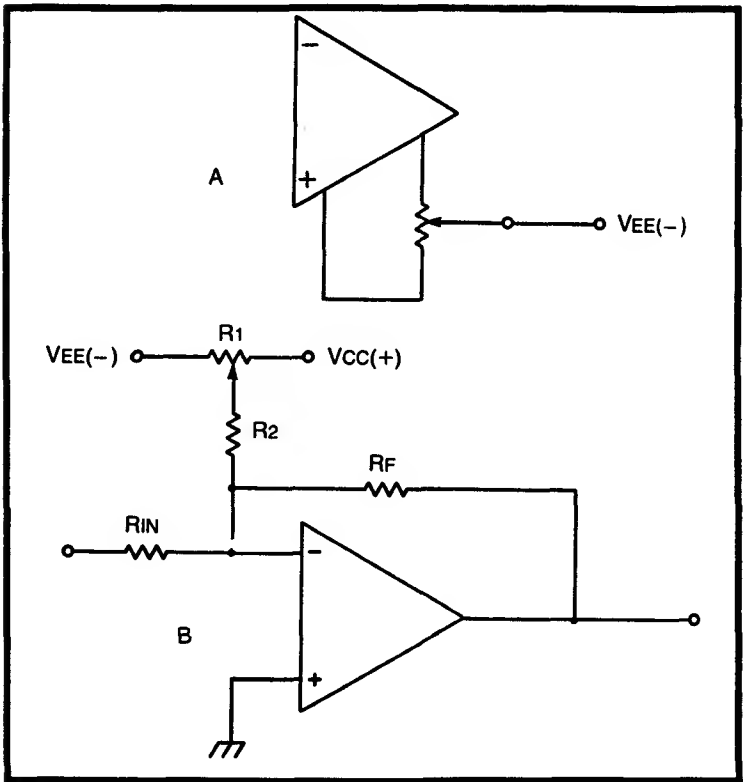 −
A
+
VEE(−)
R1
VEE(−) VCC(+)
R2
RF
RIN
−
B
+